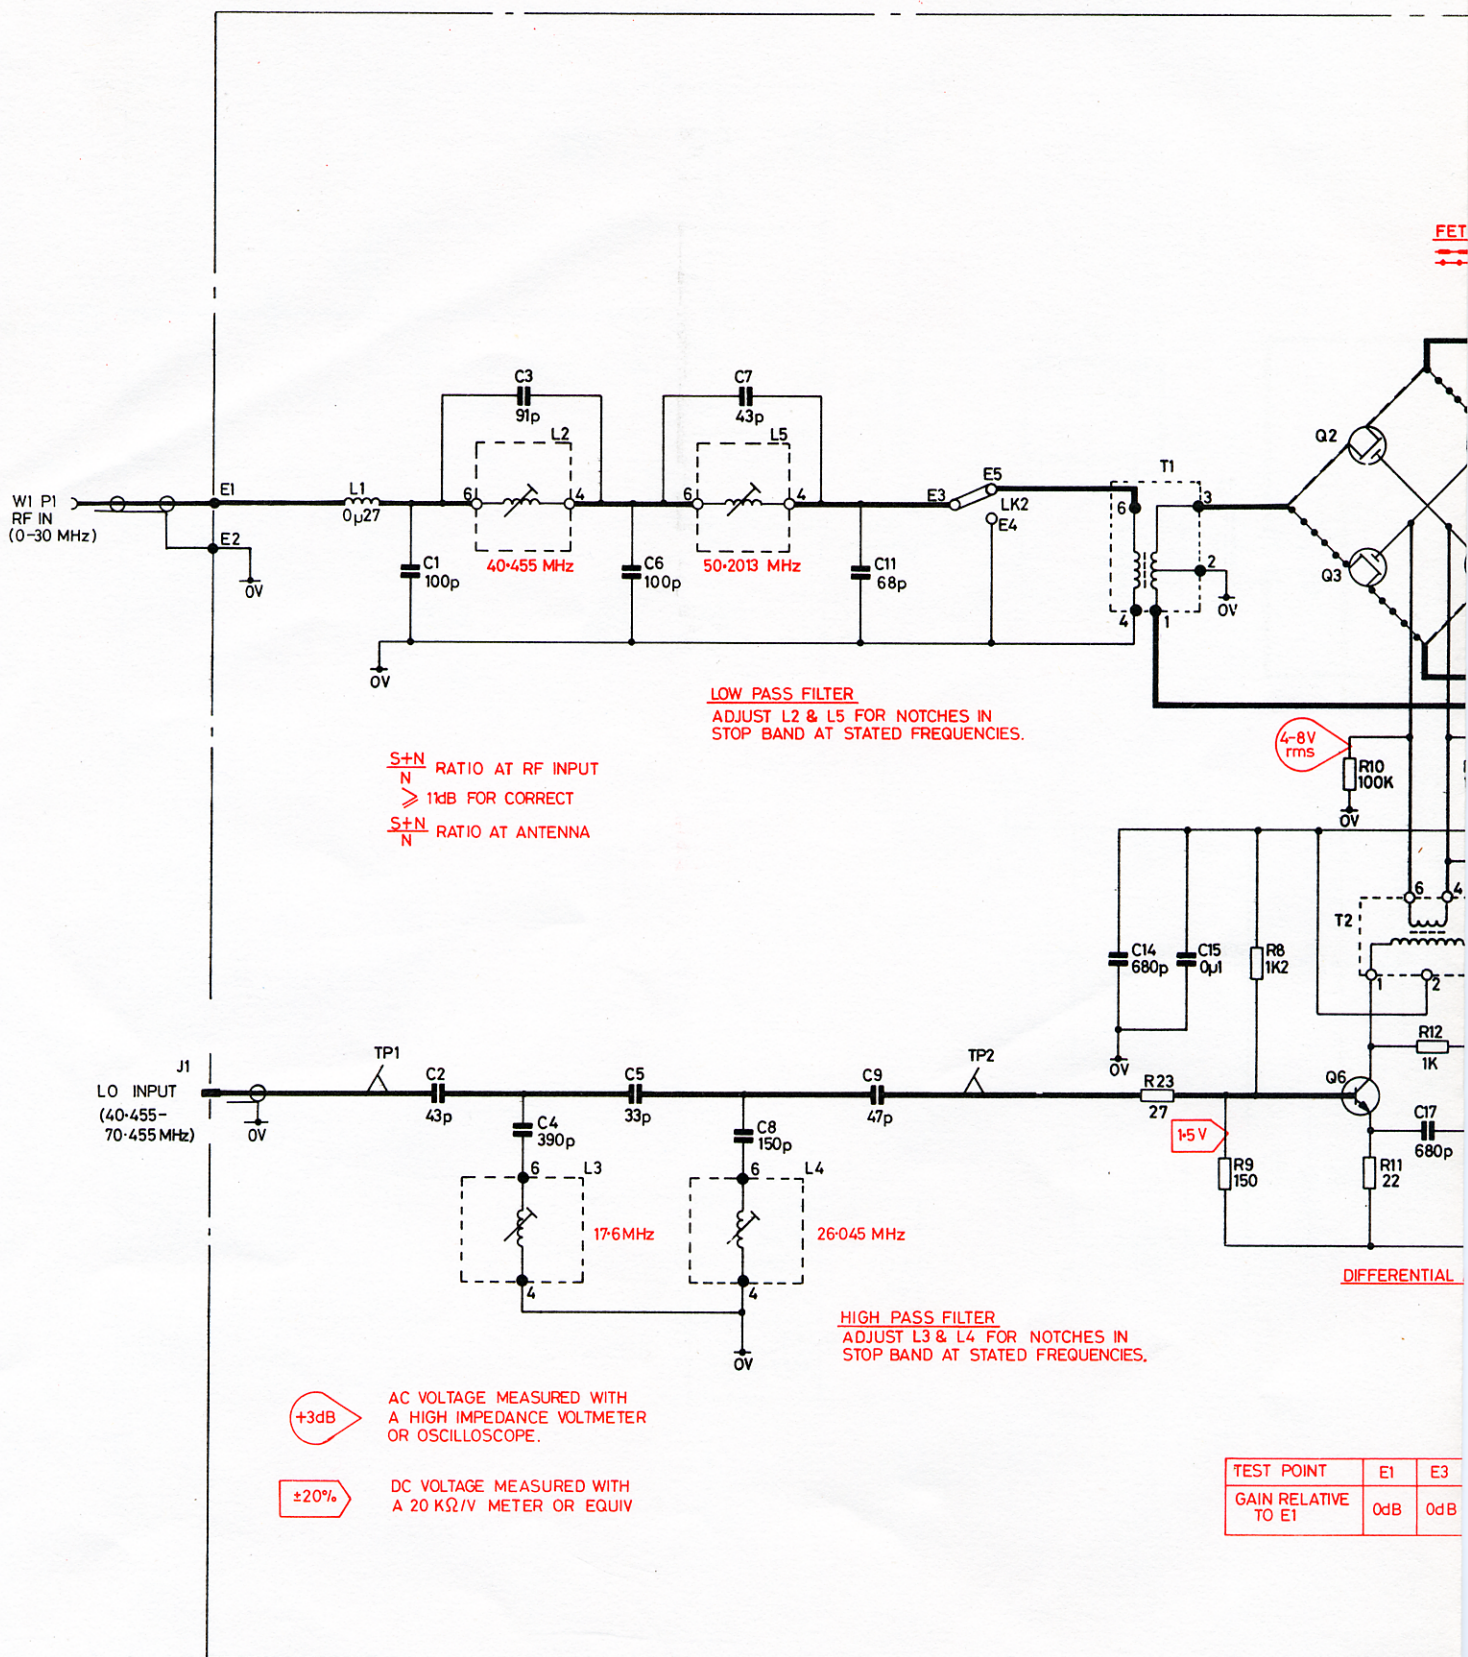 FET
C3
91p
L2
C7
43p
L5
Q2
T1
W1 P1
RF IN
(0-30 MHz)
E1
L1
0µ27
6
4
6
4
E3
E5
LK2
E4
6
3
E2
0V
C1
100p
40·455 MHz
C6
100p
50·2013 MHz
C11
68p
2
0V
Q3
4
1
0V
LOW PASS FILTER
ADJUST L2 & L5 FOR NOTCHES IN
STOP BAND AT STATED FREQUENCIES.
S+N
N
RATIO AT RF INPUT
⩾ 11dB FOR CORRECT
S+N
N
RATIO AT ANTENNA
4-8V
rms
R10
100K
0V
6
4
T2
C14
680p
C15
0µ1
R8
1K2
1
2
0V
R12
1K
J1
LO INPUT
(40·455-
70·455MHz)
0V
TP1
C2
43p
C5
33p
C9
47p
TP2
R23
27
Q6
C4
390p
C8
150p
1·5V
C17
680p
R9
150
R11
22
6
L3
6
L4
17·6MHz
26·045 MHz
4
4
0V
DIFFERENTIAL
HIGH PASS FILTER
ADJUST L3 & L4 FOR NOTCHES IN
STOP BAND AT STATED FREQUENCIES.
+3dB
AC VOLTAGE MEASURED WITH
A HIGH IMPEDANCE VOLTMETER
OR OSCILLOSCOPE.
±20%
DC VOLTAGE MEASURED WITH
A 20 KΩ/V METER OR EQUIV
TEST POINT E1 E3
GAIN RELATIVE
TO E1
0dB 0dB